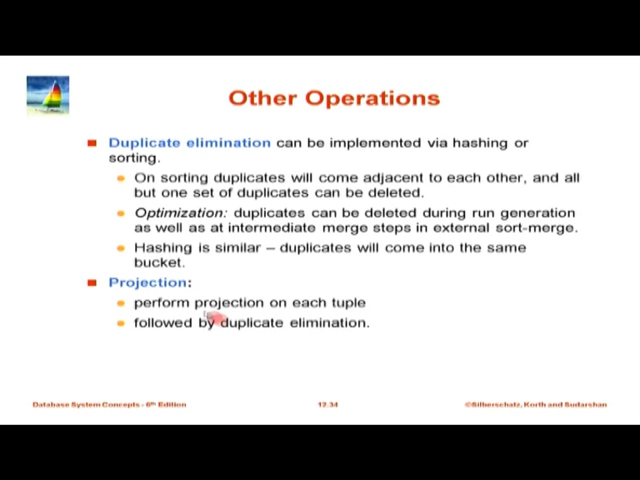 Other Operations
Duplicate elimination can be implemented via hashing or
sorting.
On sorting duplicates will come adjacent to each other, and all
but one set of duplicates can be deleted.
Optimization: duplicates can be deleted during run generation
as well as at intermediate merge steps in external sort-merge.
Hashing is similar – duplicates will come into the same
bucket.
Projection:
perform projection on each tuple
followed by duplicate elimination.
Database System Concepts - 6th Edition
12.34
©Silberschatz, Korth and Sudarshan